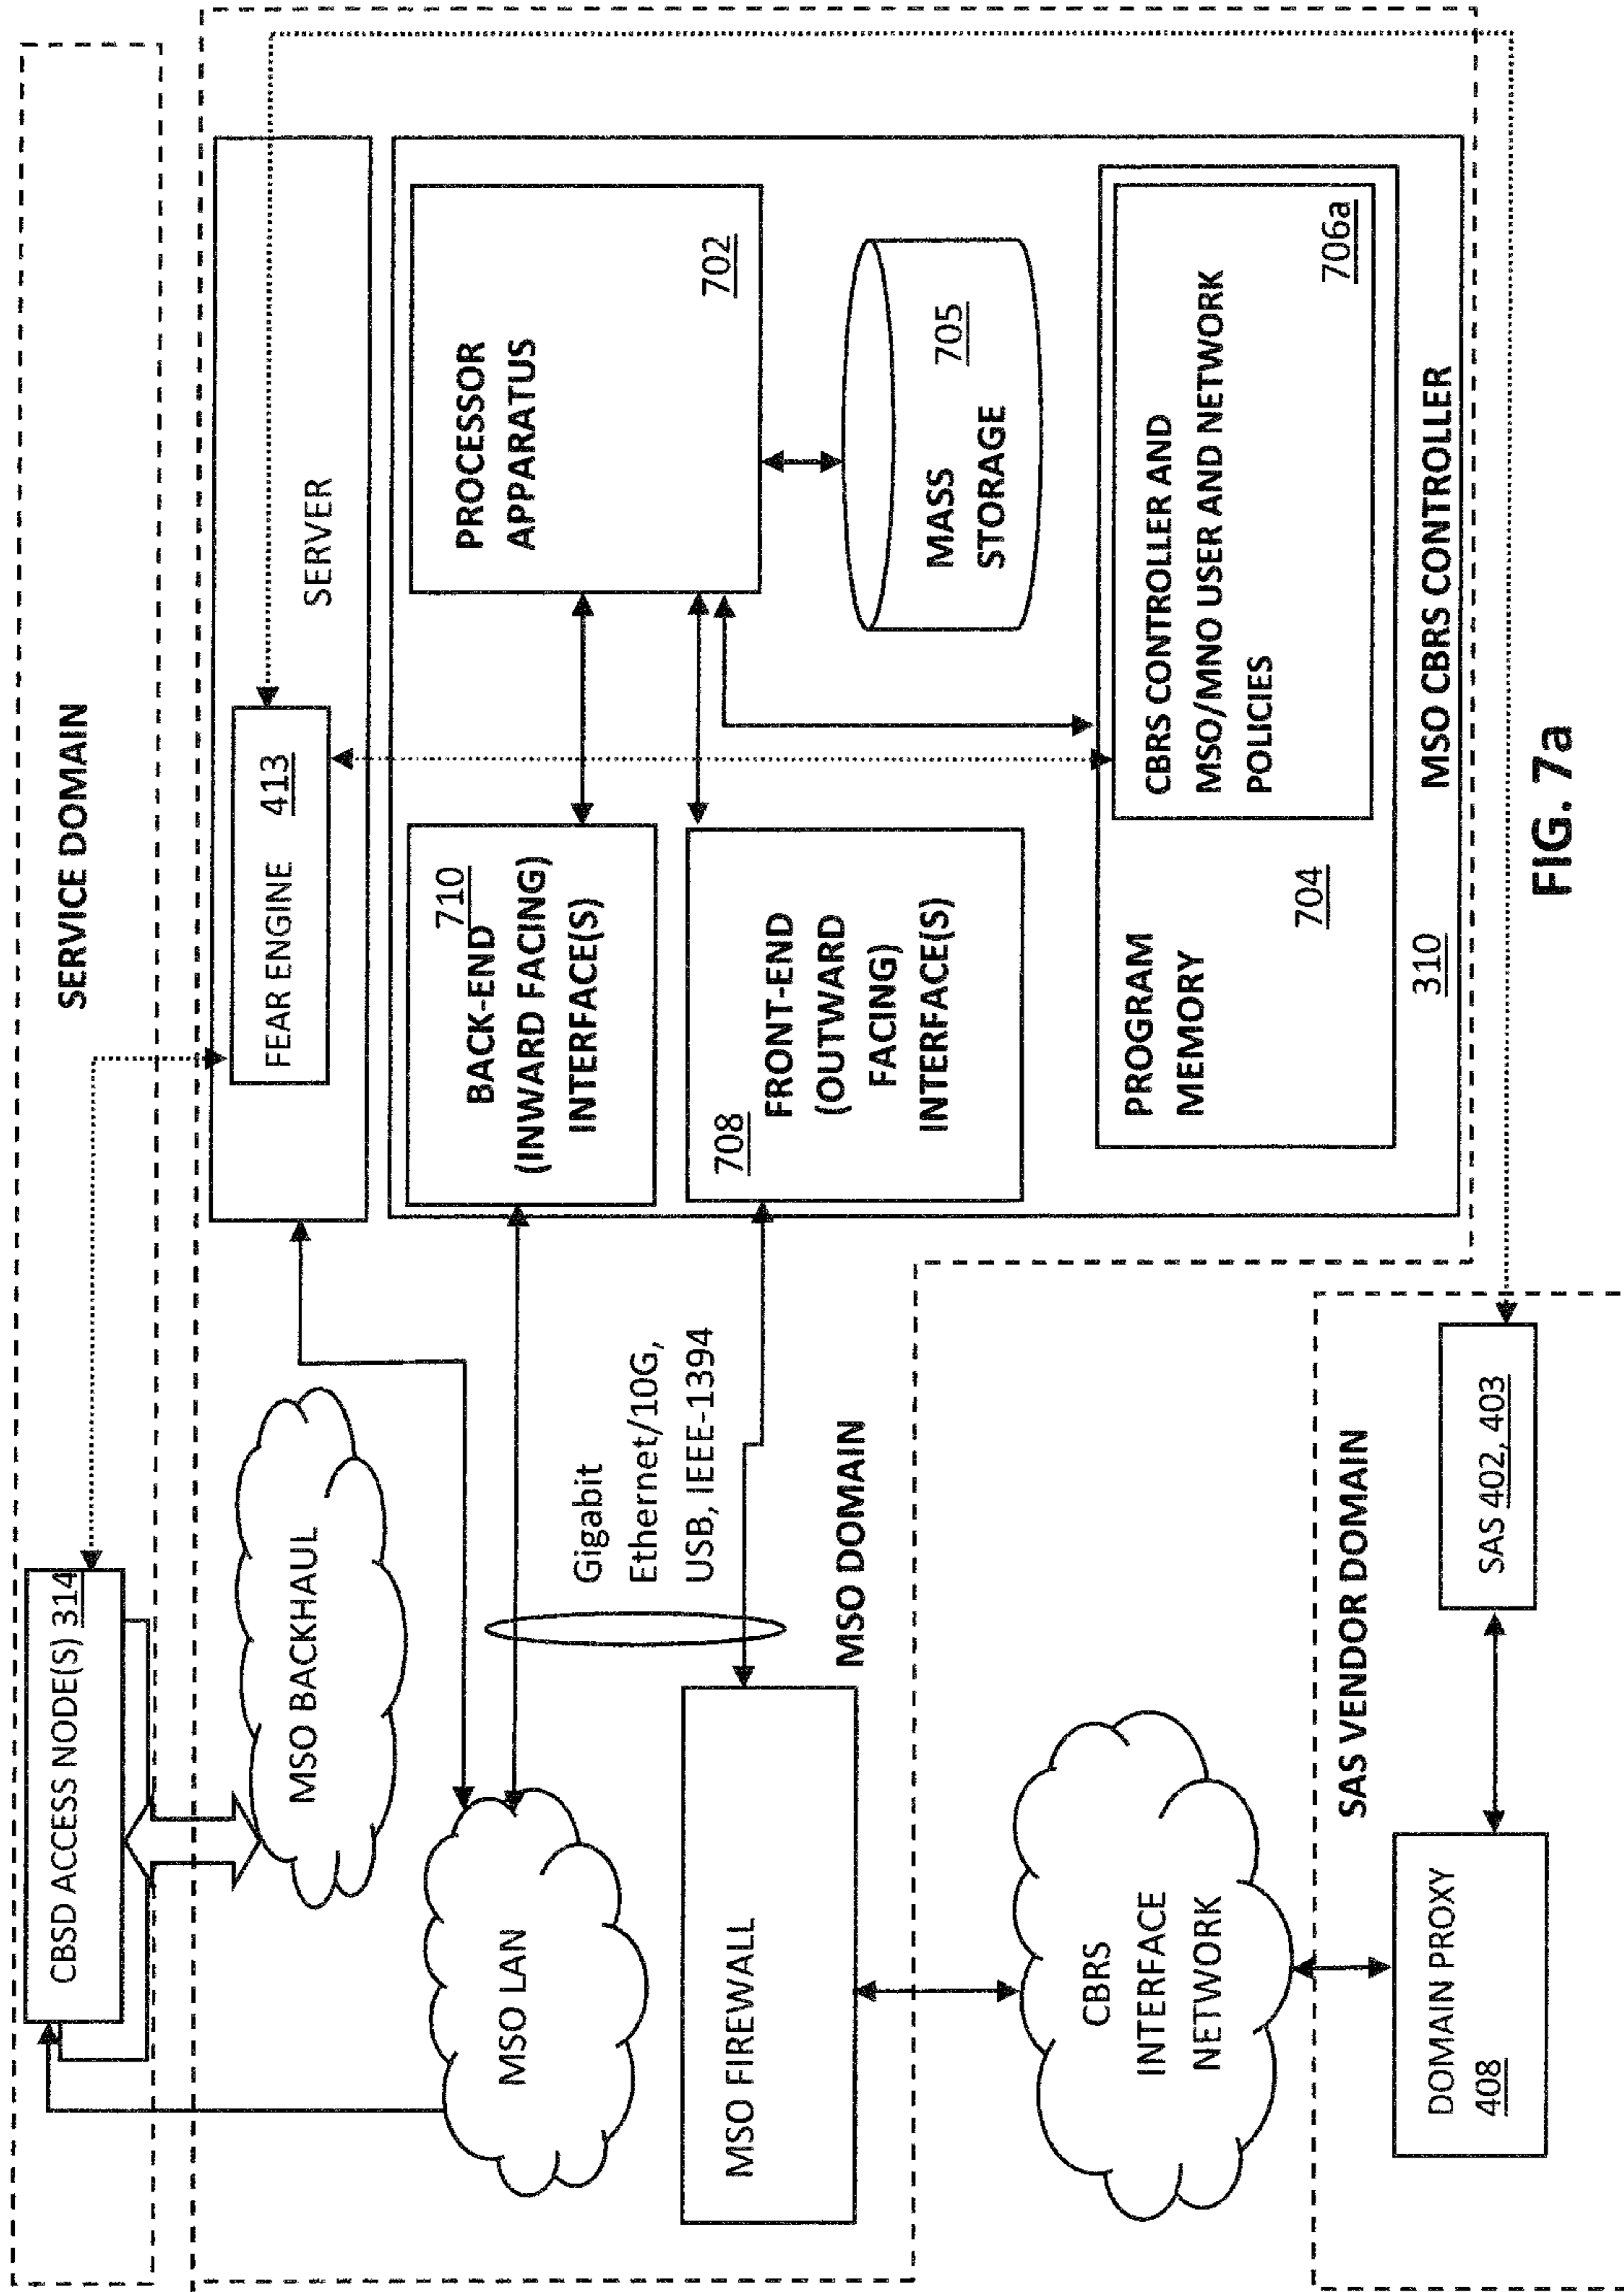 SERVICE DOMAIN
CBSD ACCESS NODE(S) 314
MSO BACKHAUL
FEAR ENGINE 413
SERVER
MSO LAN
Gigabit
Ethernet/10G,
USB, IEEE-1394
MSO FIREWALL
MSO DOMAIN
710
BACK-END
(INWARD FACING)
INTERFACE(S)
PROCESSOR
APPARATUS
702
708
FRONT-END
(OUTWARD
FACING)
INTERFACE(S)
MASS
STORAGE
705
PROGRAM
MEMORY
704
CBRS CONTROLLER AND
MSO/MNO USER AND NETWORK
POLICIES
706a
310
MSO CBRS CONTROLLER
CBRS
INTERFACE
NETWORK
SAS VENDOR DOMAIN
DOMAIN PROXY
408
SAS 402, 403
FIG. 7a